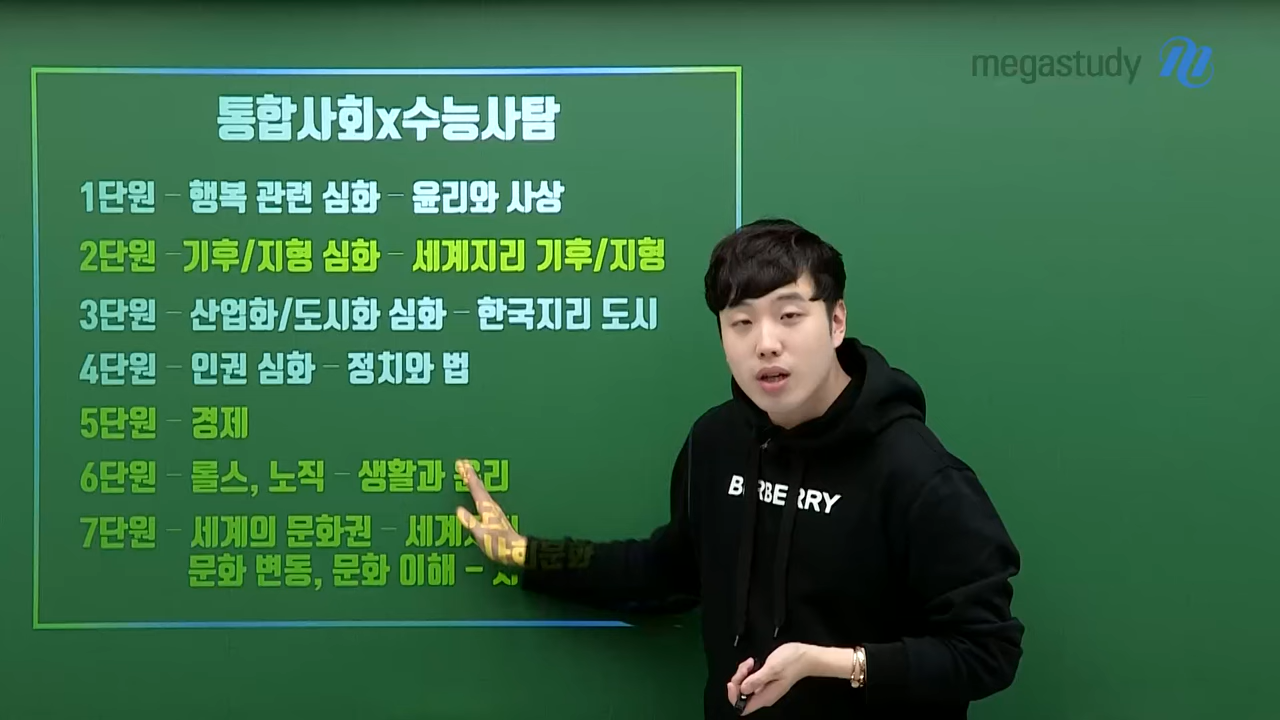 megastudy
통합사회x수능사탐
1단원 - 행복 관련 심화 - 윤리와 사상
2단원 - 기후/지형 심화 - 세계지리 기후/지형
3단원 - 산업화/도시화 심화 - 한국지리 도시
4단원 - 인권 심화 - 정치와 법
5단원 - 경제
6단원 - 롤스, 노직 - 생활과 윤리
7단원 - 세계의 문화권 -
문화 변동, 문화 이해 - 사회문화
BURBERRY